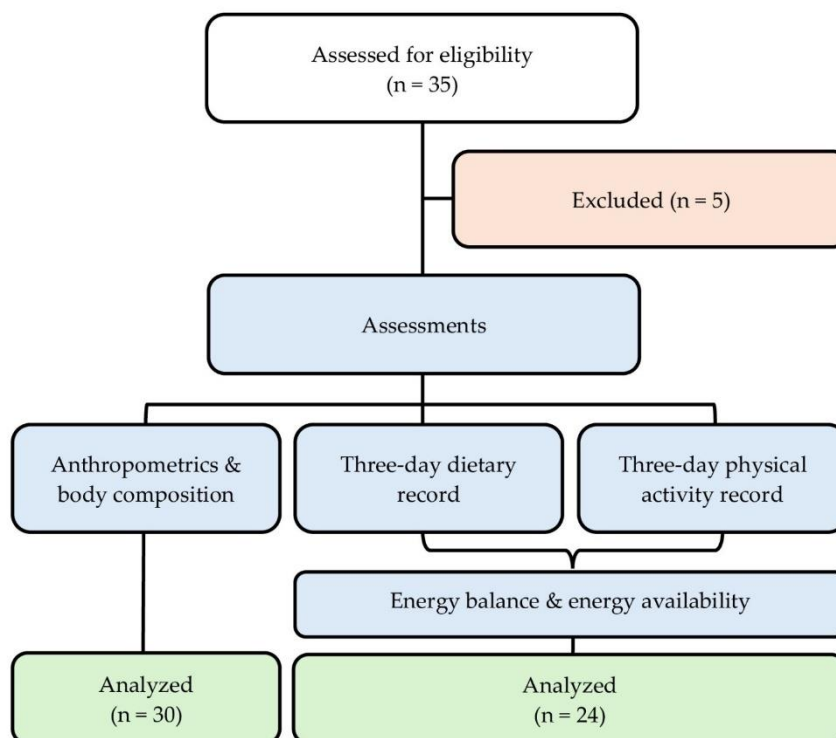 Assessed for eligibility
(n = 35)
Excluded (n = 5)
Assessments
Anthropometrics &
body composition
Three-day dietary
record
Three-day physical
activity record
Energy balance & energy availability
Analyzed
(n = 30)
Analyzed
(n = 24)